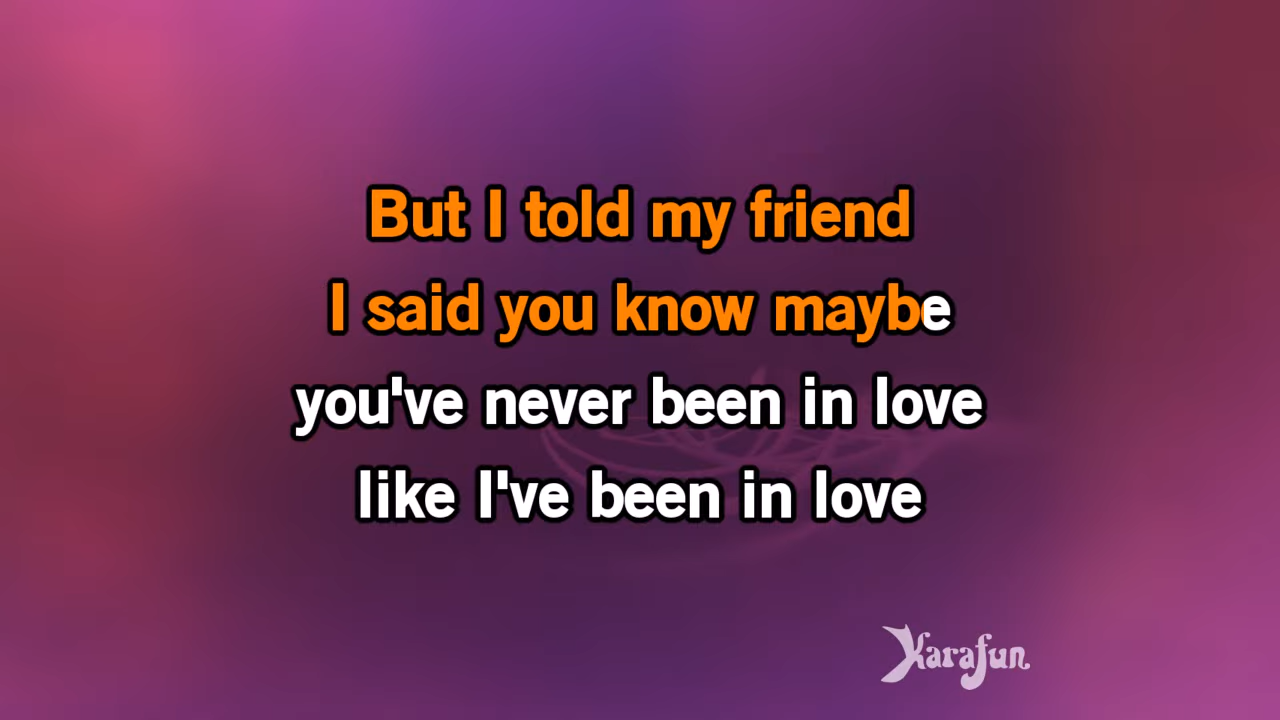 But I told my friend
I said you know maybe
you've never been in love
like I've been in love
Karafun